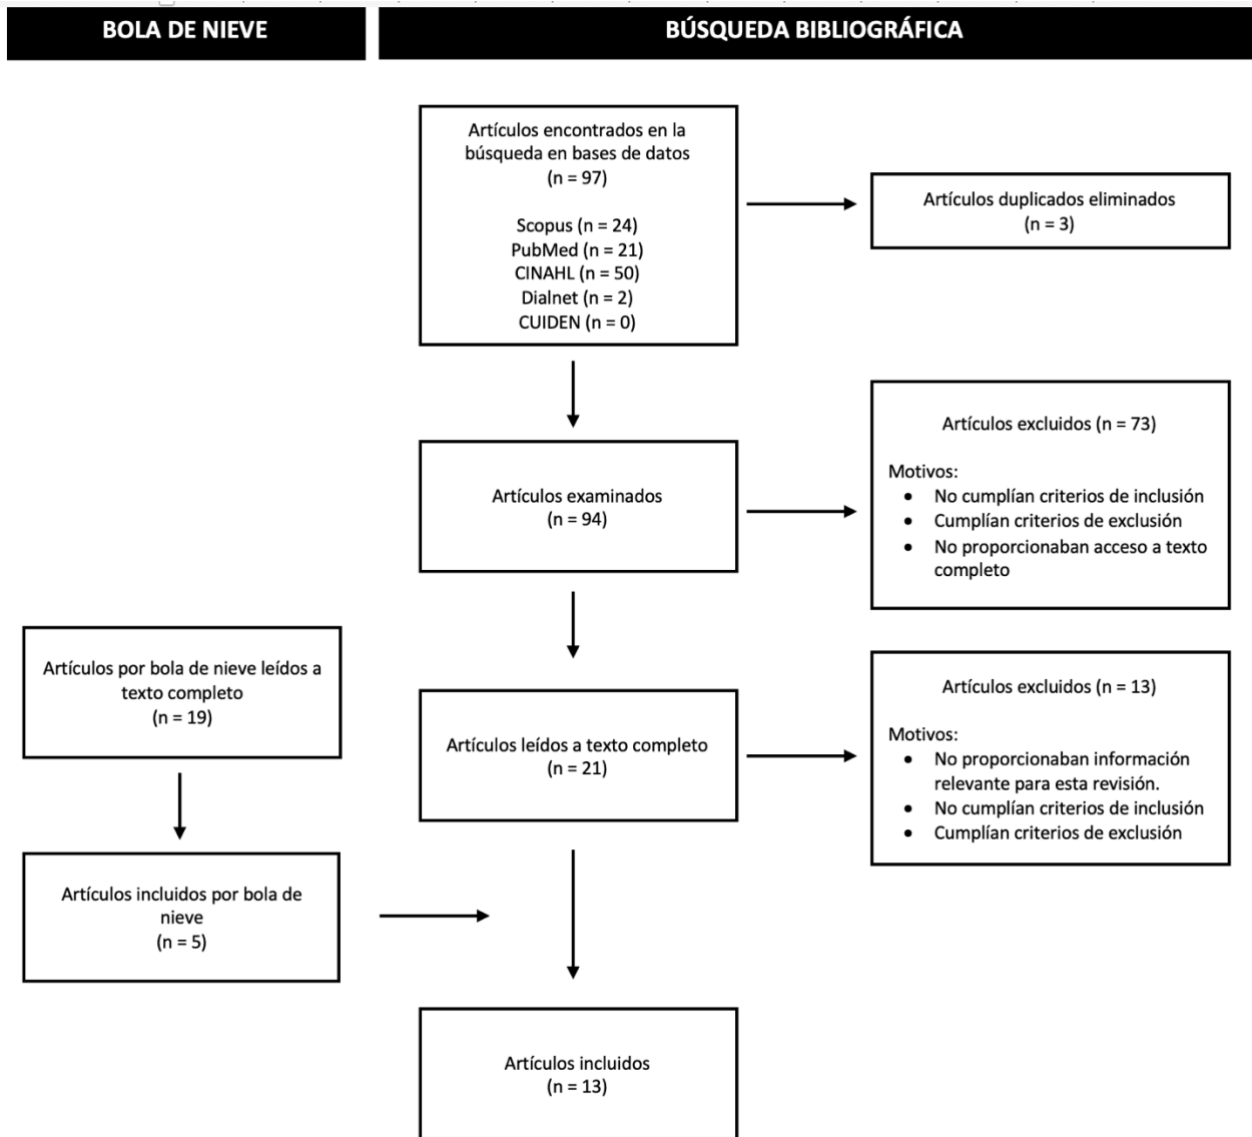 BOLA DE NIEVE
BÚSQUEDA BIBLIOGRÁFICA
Artículos encontrados en la
búsqueda en bases de datos
(n = 97)
Scopus (n = 24)
PubMed (n = 21)
CINAHL (n = 50)
Dialnet (n = 2)
CUIDEN (n = 0)
Artículos duplicados eliminados
(n = 3)
Artículos examinados
(n = 94)
Artículos excluidos (n = 73)
Motivos:
• No cumplían criterios de inclusión
• Cumplían criterios de exclusión
• No proporcionaban acceso a texto
completo
Artículos por bola de nieve leídos a
texto completo
(n = 19)
Artículos leídos a texto completo
(n = 21)
Artículos excluidos (n = 13)
Motivos:
• No proporcionaban información
relevante para esta revisión.
• No cumplían criterios de inclusión
• Cumplían criterios de exclusión
Artículos incluidos por bola de
nieve
(n = 5)
Artículos incluidos
(n = 13)